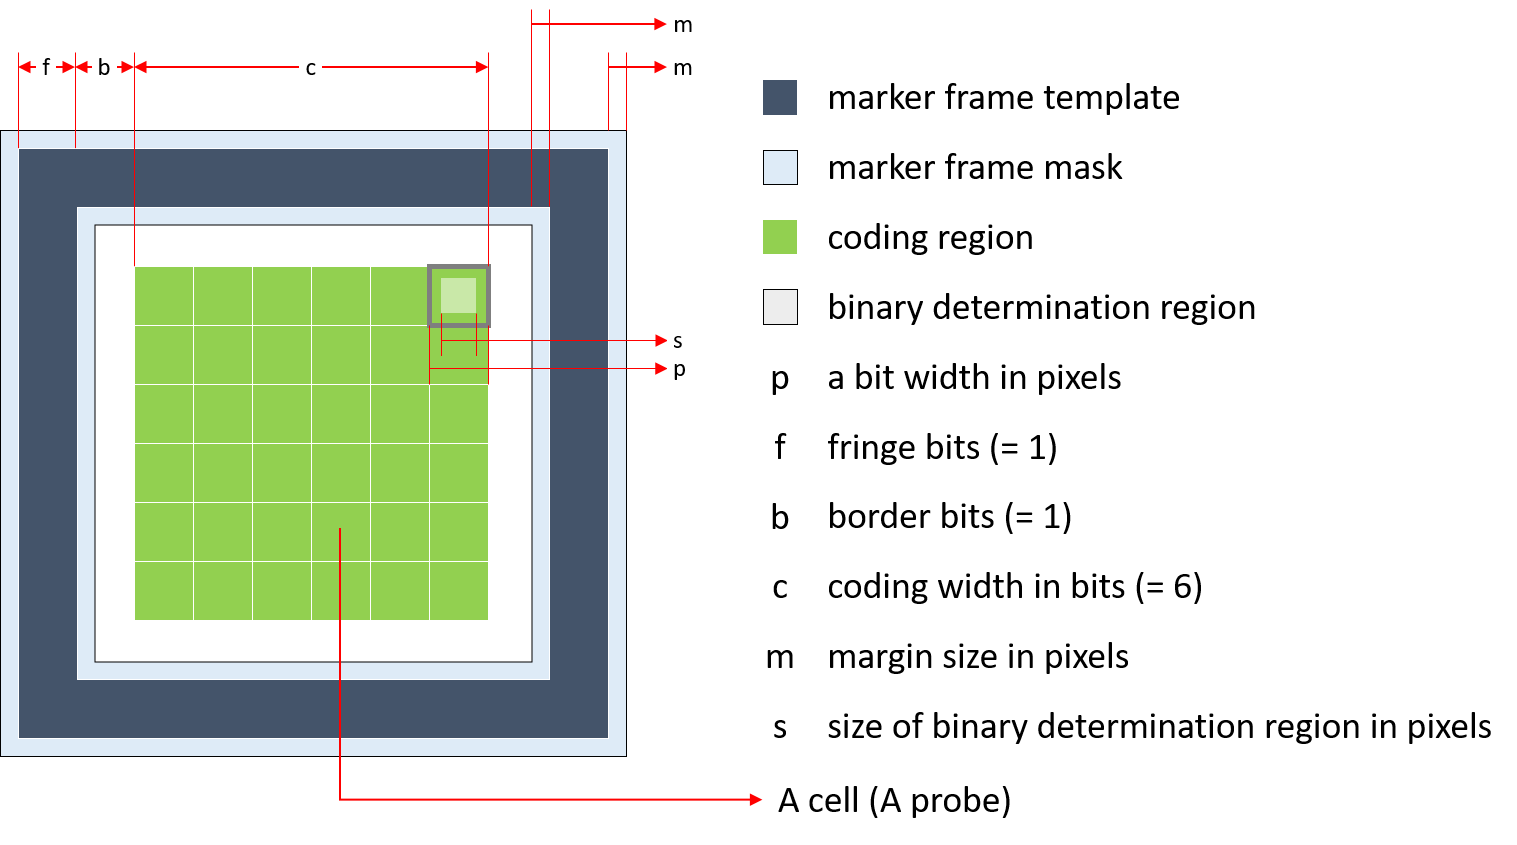 m
f b c m
marker frame template
marker frame mask
coding region
binary determination region
s
p
p a bit width in pixels
f fringe bits (= 1)
b border bits (= 1)
c coding width in bits (= 6)
m margin size in pixels
s size of binary determination region in pixels
A cell (A probe)